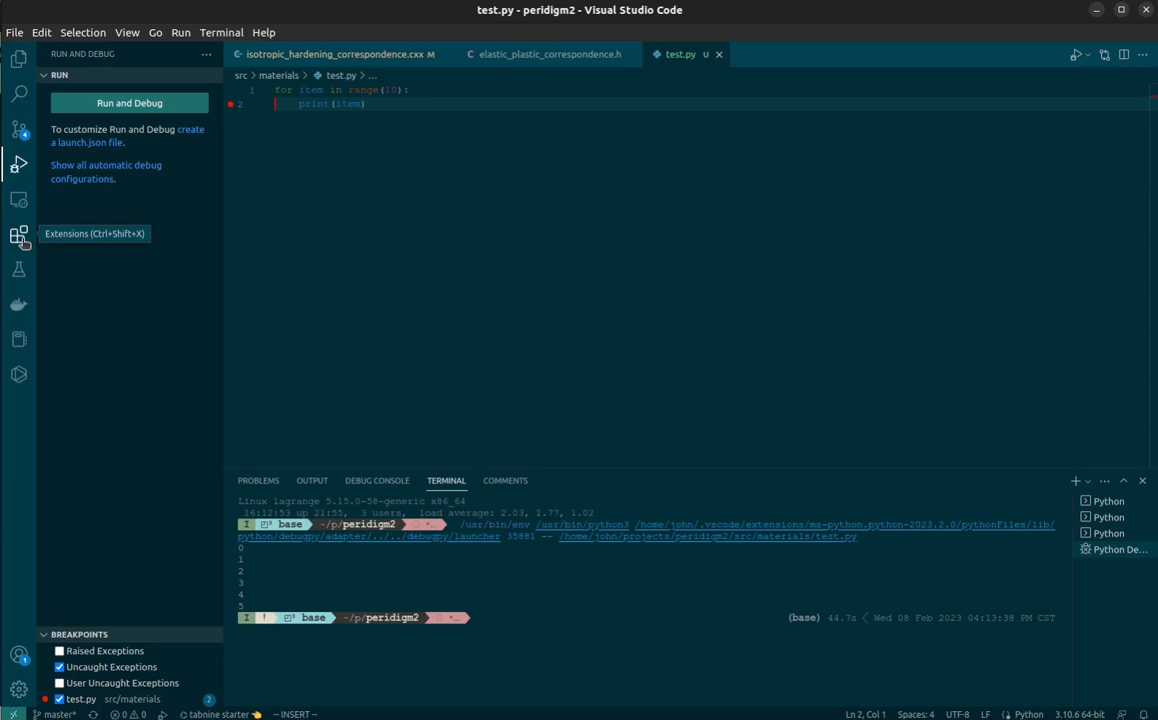 test.py - peridigm2 - Visual Studio Code
File Edit Selection View Go Run Terminal Help
RUN AND DEBUG
RUN
Run and Debug
To customize Run and Debug create
a launch.json file.
Show all automatic debug
configurations.
Extensions (Ctrl+Shift+X)
4
isotropic_hardening_correspondence.cxx M
elastic_plastic_correspondence.h
test.py U
src > materials > test.py > ...
1 for item in range(10):
2 print(item)
PROBLEMS OUTPUT DEBUG CONSOLE TERMINAL COMMENTS
Linux lagrange 5.15.0-58-generic x86_64
16:12:53 up 21:55, 3 users, load average: 2.03, 1.77, 1.02
I base ~/p/peridigm2 *… /usr/bin/env /usr/bin/python3 /home/john/.vscode/extensions/ms-python.python-2023.2.0/pythonFiles/lib/
python/debugpy/adapter/../../debugpy/launcher 35881 -- /home/john/projects/peridigm2/src/materials/test.py
0
1
2
3
4
5
I ! base ~/p/peridigm2 *… (base) 44.7s Wed 08 Feb 2023 04:13:38 PM CST
Python
Python
Python
Python De...
BREAKPOINTS
Raised Exceptions
Uncaught Exceptions
User Uncaught Exceptions
test.py src/materials 2
1
master* 0 0 tabnine starter -- INSERT -- Ln 2, Col 1 Spaces: 4 UTF-8 LF Python 3.10.6 64-bit